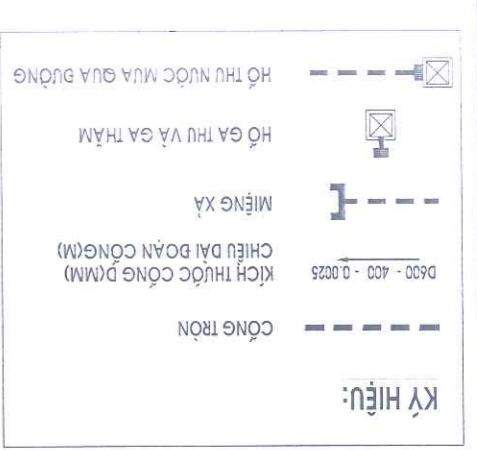 KÝ HIỆU:
CỐNG TRÒN
D600 - 400 - 0.0025
KÍCH THƯỚC CỐNG D(MM)
CHIỀU DÀI ĐOẠN CỐNG(M)
MIỆNG XẢ
HỐ GA THU VÀ GA THĂM
HỐ THU NƯỚC MƯA QUA ĐƯỜNG